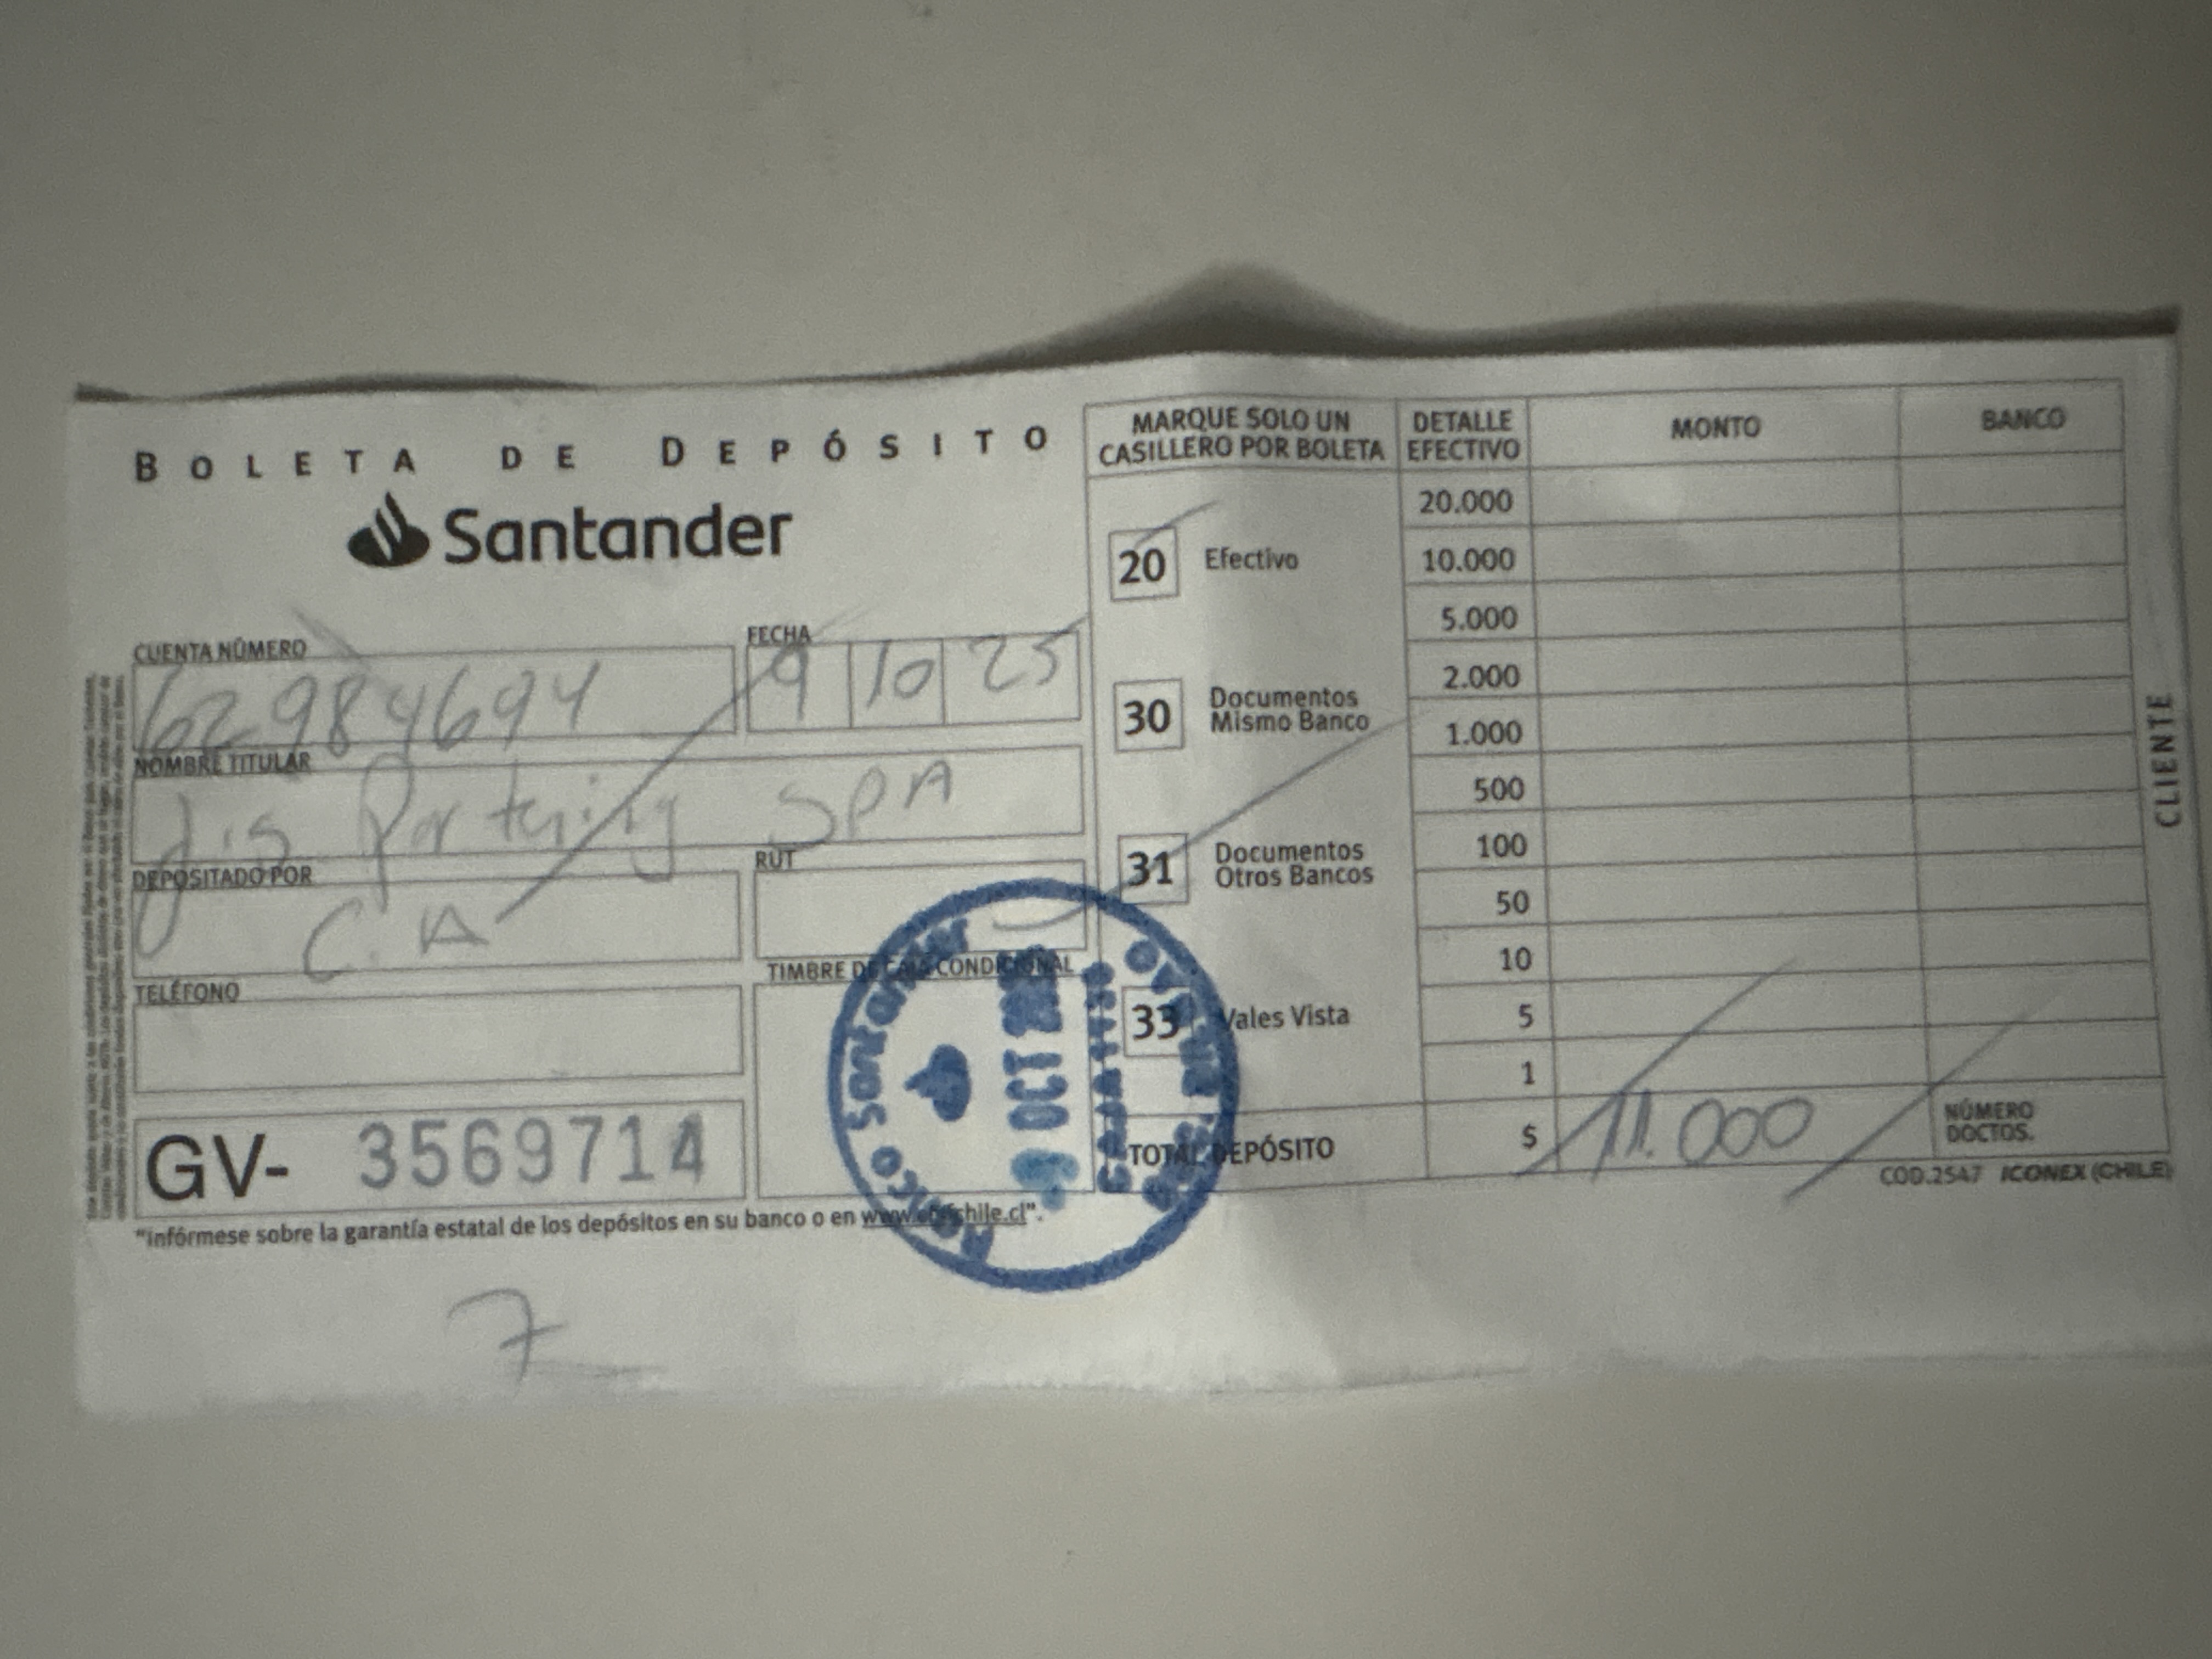 BOLETA DE DEPÓSITO
Santander
CUENTA NÚMERO
62984694
FECHA
9 10 25
NOMBRE TITULAR
SPA
DEPOSITADO POR
C. A
RUT
TELÉFONO
TIMBRE DE CAJA CONDICIONAL
GV- 3569714
"Infórmese sobre la garantía estatal de los depósitos en su banco o en www.cmfchile.cl".
7
MARQUE SOLO UN
CASILLERO POR BOLETA
20 Efectivo
30 Documentos
Mismo Banco
31 Documentos
Otros Bancos
33 Vales Vista
TOTAL DEPÓSITO
DETALLE
EFECTIVO
MONTO
BANCO
20.000
10.000
5.000
2.000
1.000
500
100
50
10
5
1
$ 11.000
NÚMERO
DOCTOS.
COD.2547 ICONEX (CHILE)
CLIENTE
Banco Santander
OCT